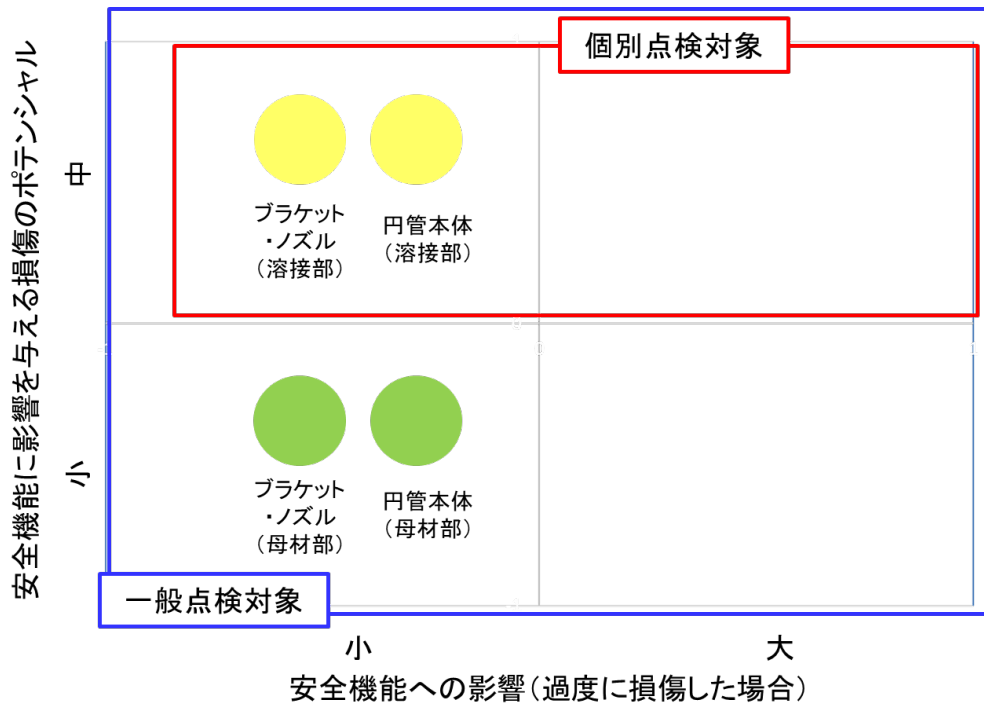 個別点検対象
安全機能に影響を与える損傷のポテンシャル
中
ブラケット
・ノズル
（溶接部）
円管本体
（溶接部）
小
ブラケット
・ノズル
（母材部）
円管本体
（母材部）
一般点検対象
小
大
安全機能への影響（過度に損傷した場合）